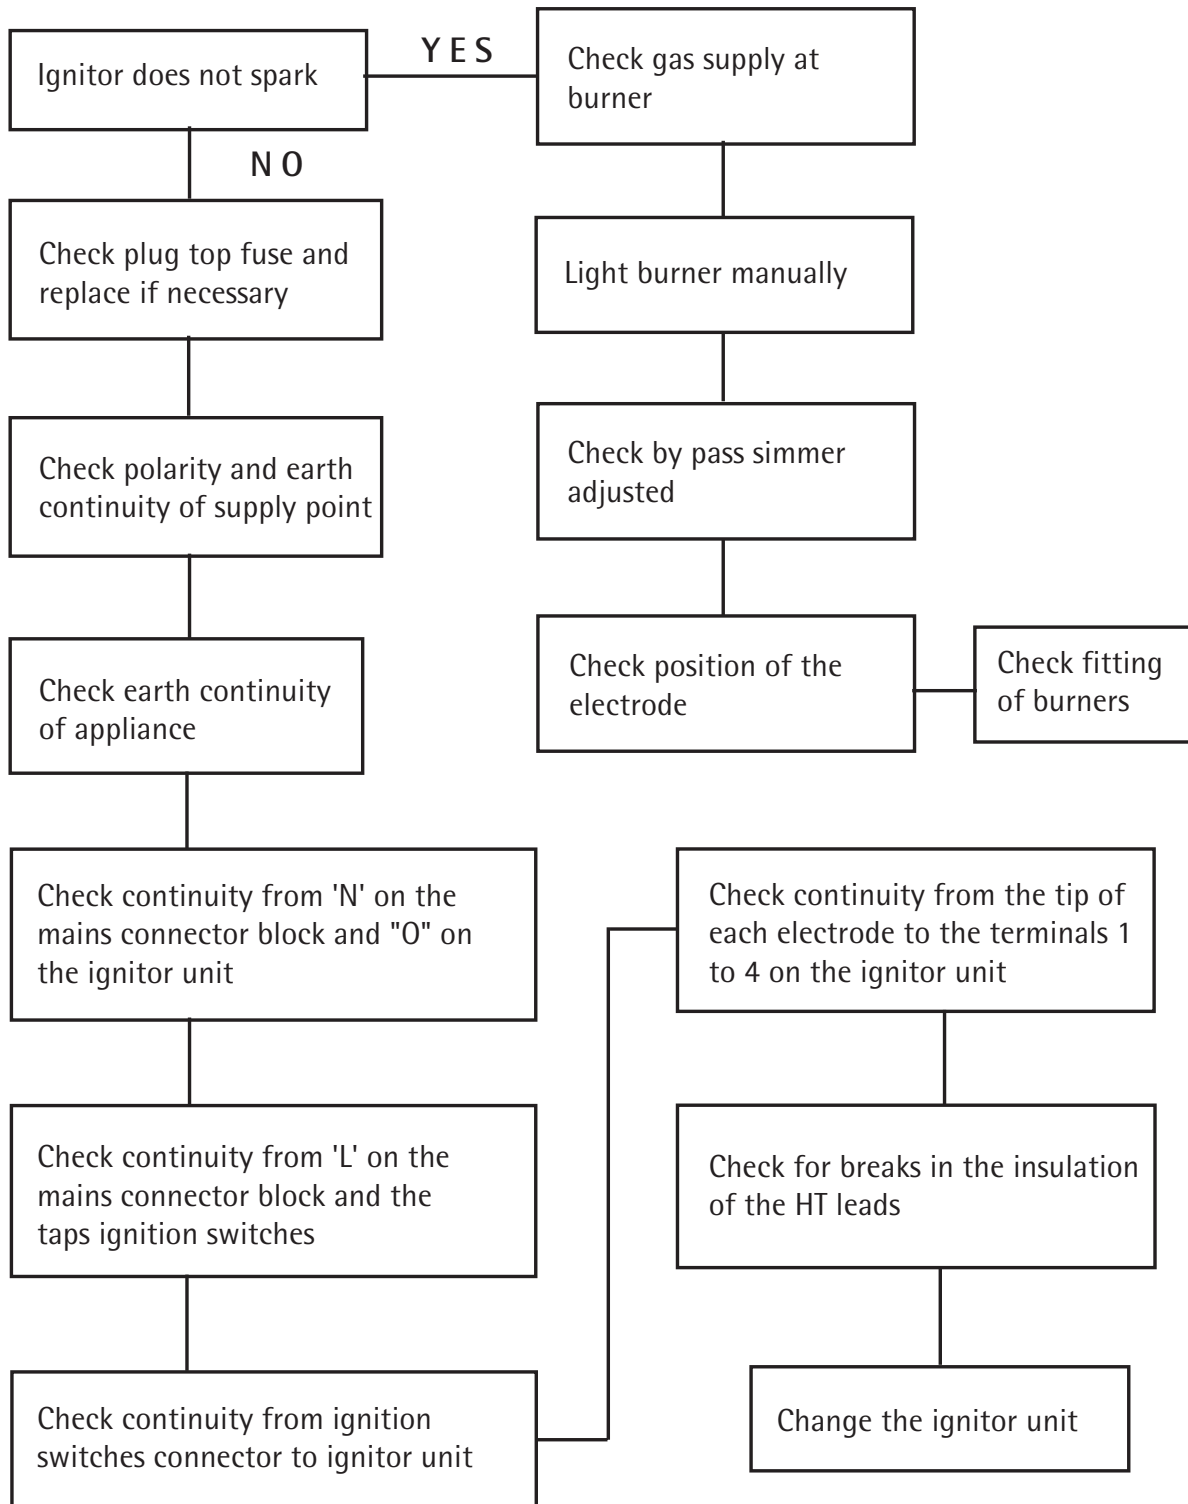 Ignitor does not spark
YES
NO
Check plug top fuse and
replace if necessary
Check polarity and earth
continuity of supply point
Check earth continuity
of appliance
Check continuity from 'N' on the
mains connector block and "O" on
the ignitor unit
Check continuity from 'L' on the
mains connector block and the
taps ignition switches
Check continuity from ignition
switches connector to ignitor unit
Check gas supply at
burner
Light burner manually
Check by pass simmer
adjusted
Check position of the
electrode
Check fitting
of burners
Check continuity from the tip of
each electrode to the terminals 1
to 4 on the ignitor unit
Check for breaks in the insulation
of the HT leads
Change the ignitor unit